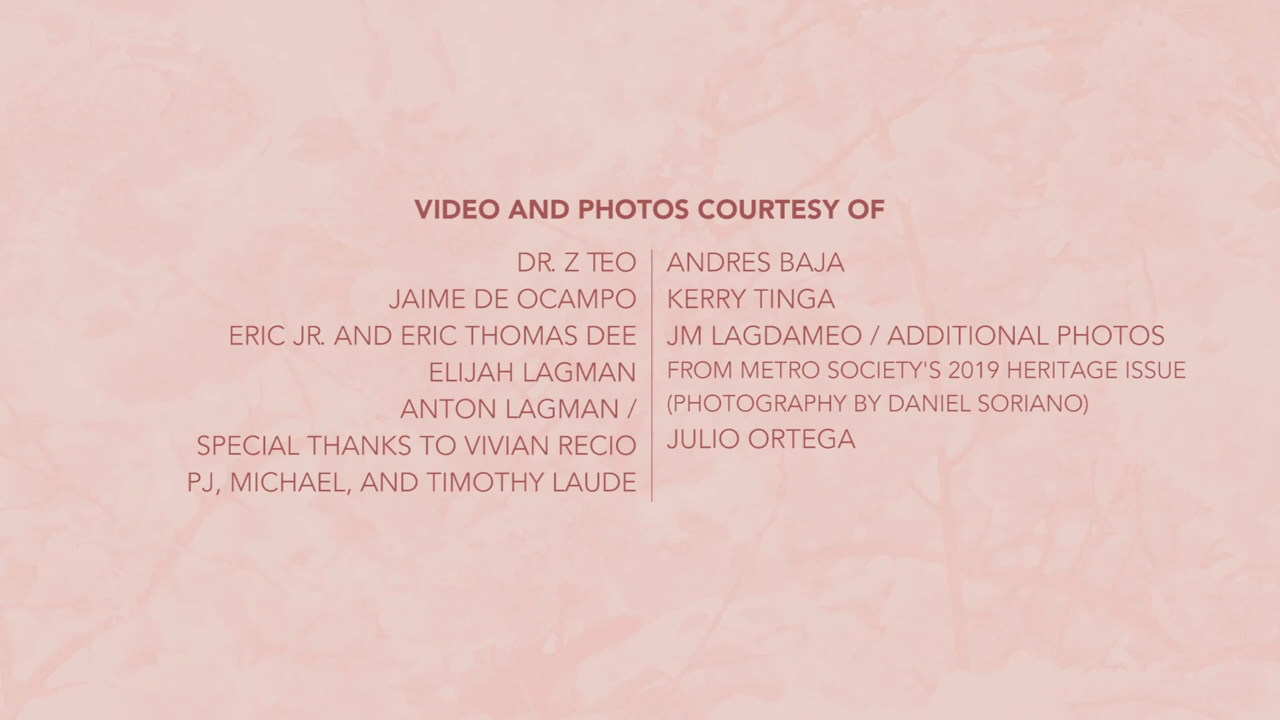 VIDEO AND PHOTOS COURTESY OF
DR. Z TEO
JAIME DE OCAMPO
ERIC JR. AND ERIC THOMAS DEE
ELIJAH LAGMAN
ANTON LAGMAN /
SPECIAL THANKS TO VIVIAN RECIO
PJ, MICHAEL, AND TIMOTHY LAUDE
ANDRES BAJA
KERRY TINGA
JM LAGDAMEO / ADDITIONAL PHOTOS
FROM METRO SOCIETY'S 2019 HERITAGE ISSUE
(PHOTOGRAPHY BY DANIEL SORIANO)
JULIO ORTEGA